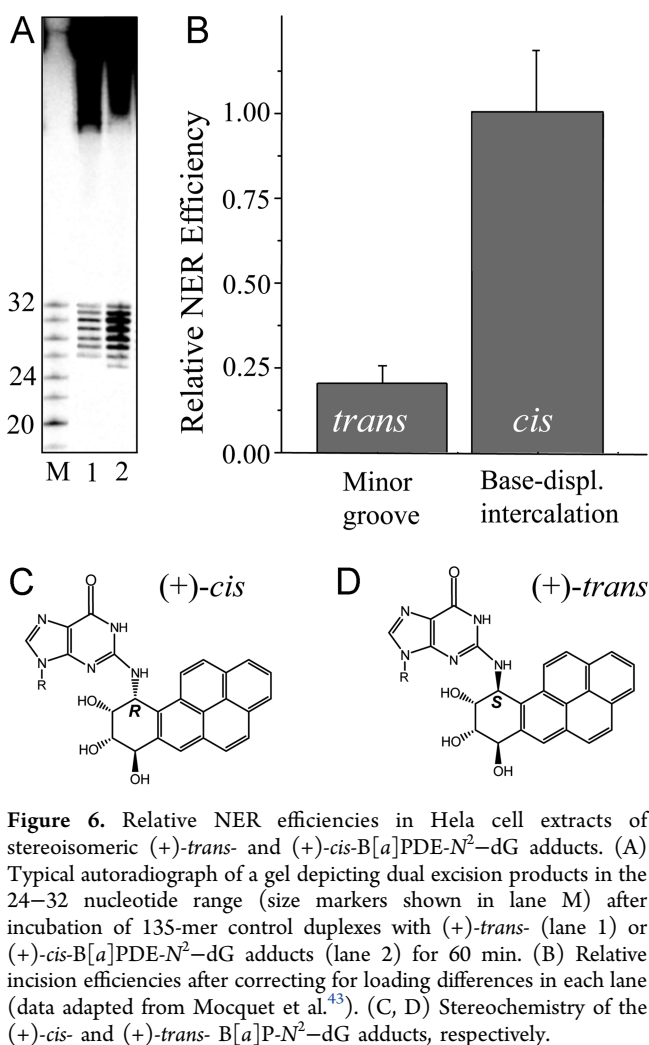 A
B
32
24
20
M 1 2
Relative NER Efficiency
1.00
0.75
0.50
0.25
0.00
trans
cis
Minor
groove
Base-displ.
intercalation
C
(+)-cis
O
N
NH
N
R
N
NH
HO
R
HO
OH
D
(+)-trans
O
N
NH
N
R
N
NH
HO
S
HO
OH
Figure 6. Relative NER efficiencies in Hela cell extracts of
stereoisomeric (+)-trans- and (+)-cis-B[a]PDE-N²−dG adducts. (A)
Typical autoradiograph of a gel depicting dual excision products in the
24−32 nucleotide range (size markers shown in lane M) after
incubation of 135-mer control duplexes with (+)-trans- (lane 1) or
(+)-cis-B[a]PDE-N²−dG adducts (lane 2) for 60 min. (B) Relative
incision efficiencies after correcting for loading differences in each lane
(data adapted from Mocquet et al.⁴³). (C, D) Stereochemistry of the
(+)-cis- and (+)-trans- B[a]P-N²−dG adducts, respectively.